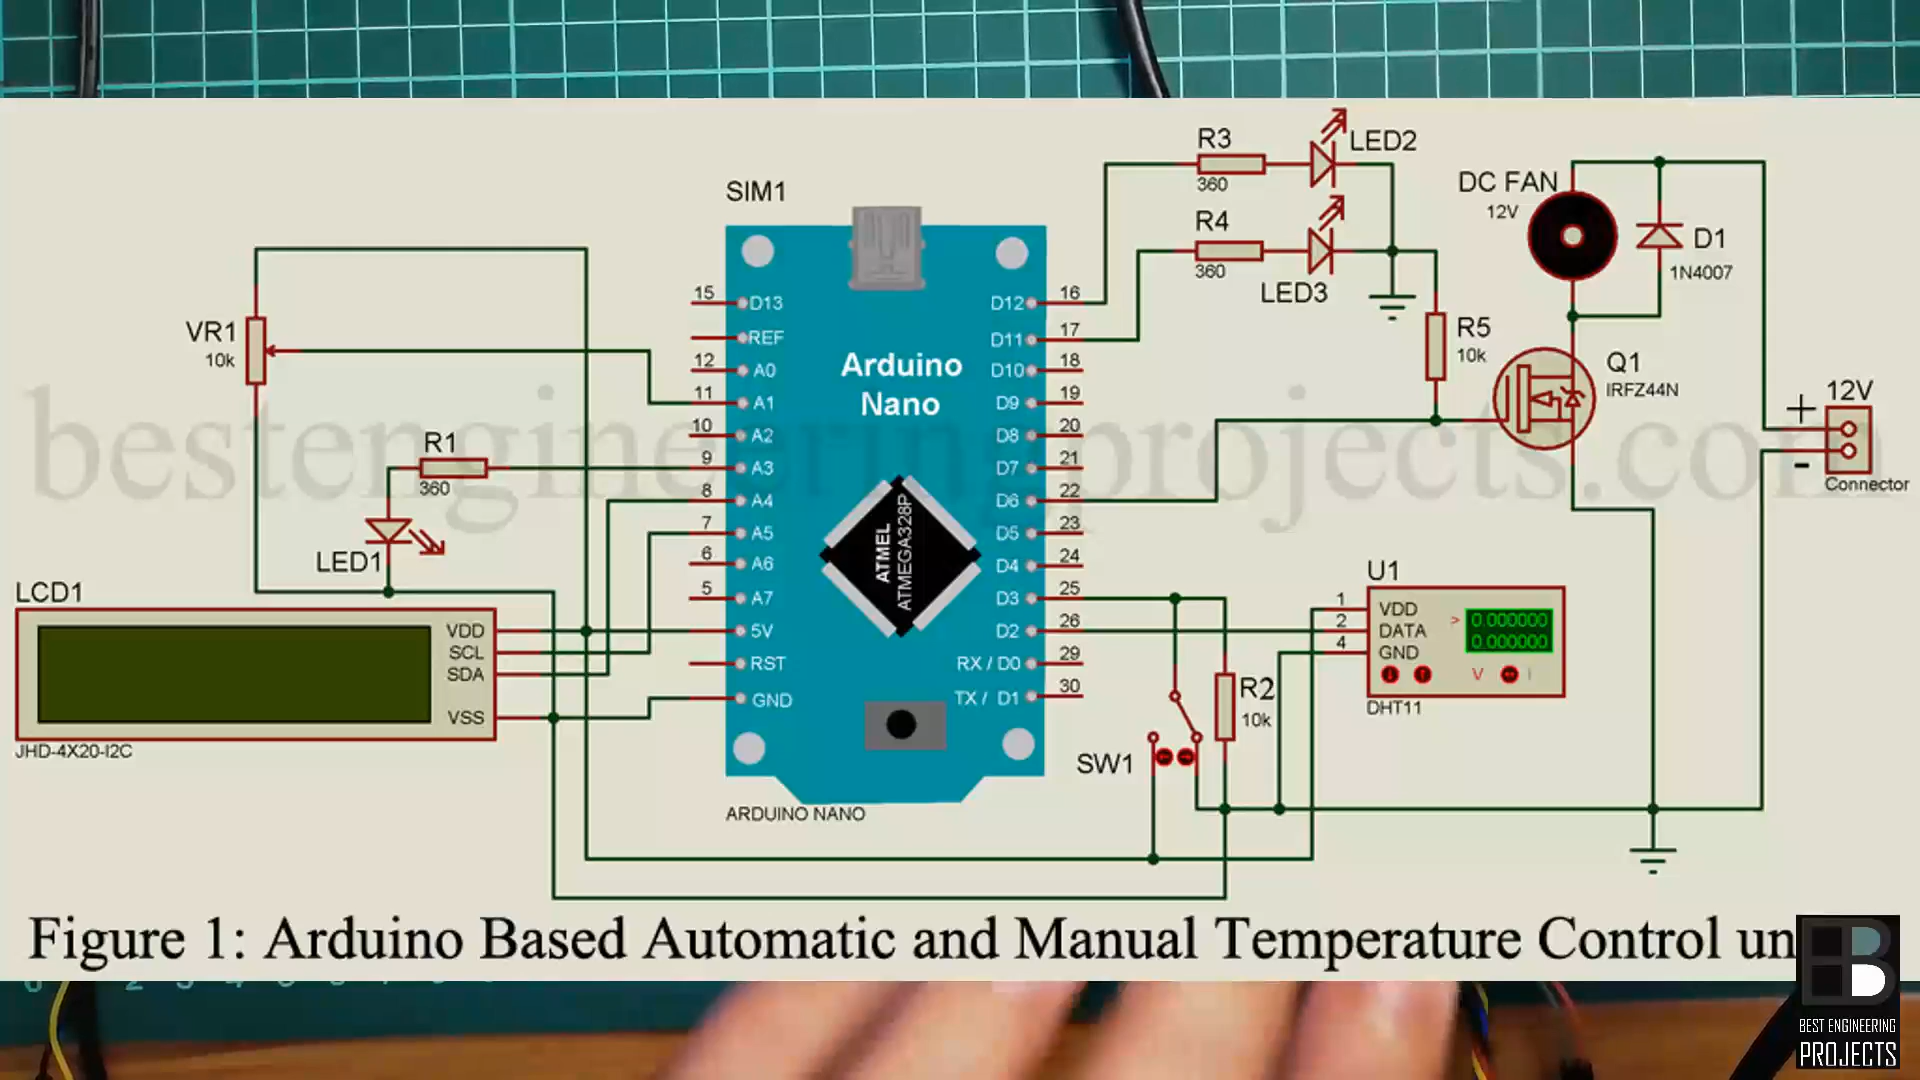 R3
LED2
360
DC FAN
12V
SIM1
R4
360
LED3
D1
1N4007
VR1
10k
R5
10k
Q1
IRFZ44N
12V
+
-
Connector
Arduino
Nano
15 D13
REF
12 A0
11 A1
10 A2
9 A3
8 A4
7 A5
6 A6
5 A7
5V
RST
GND
D12 16
D11 17
D10 18
D9 19
D8 20
D7 21
D6 22
D5 23
D4 24
D3 25
D2 26
RX / D0 29
TX / D1 30
ATMEL
ATMEGA328P
bestengineeringprojects.com
R1
360
LED1
LCD1
VDD
SCL
SDA
VSS
JHD-4X20-I2C
ARDUINO NANO
U1
1 VDD
2 DATA
4 GND
> 0.000000
0.000000
V I
DHT11
R2
10k
SW1
Figure 1: Arduino Based Automatic and Manual Temperature Control un
B
BEST ENGINEERING
PROJECTS